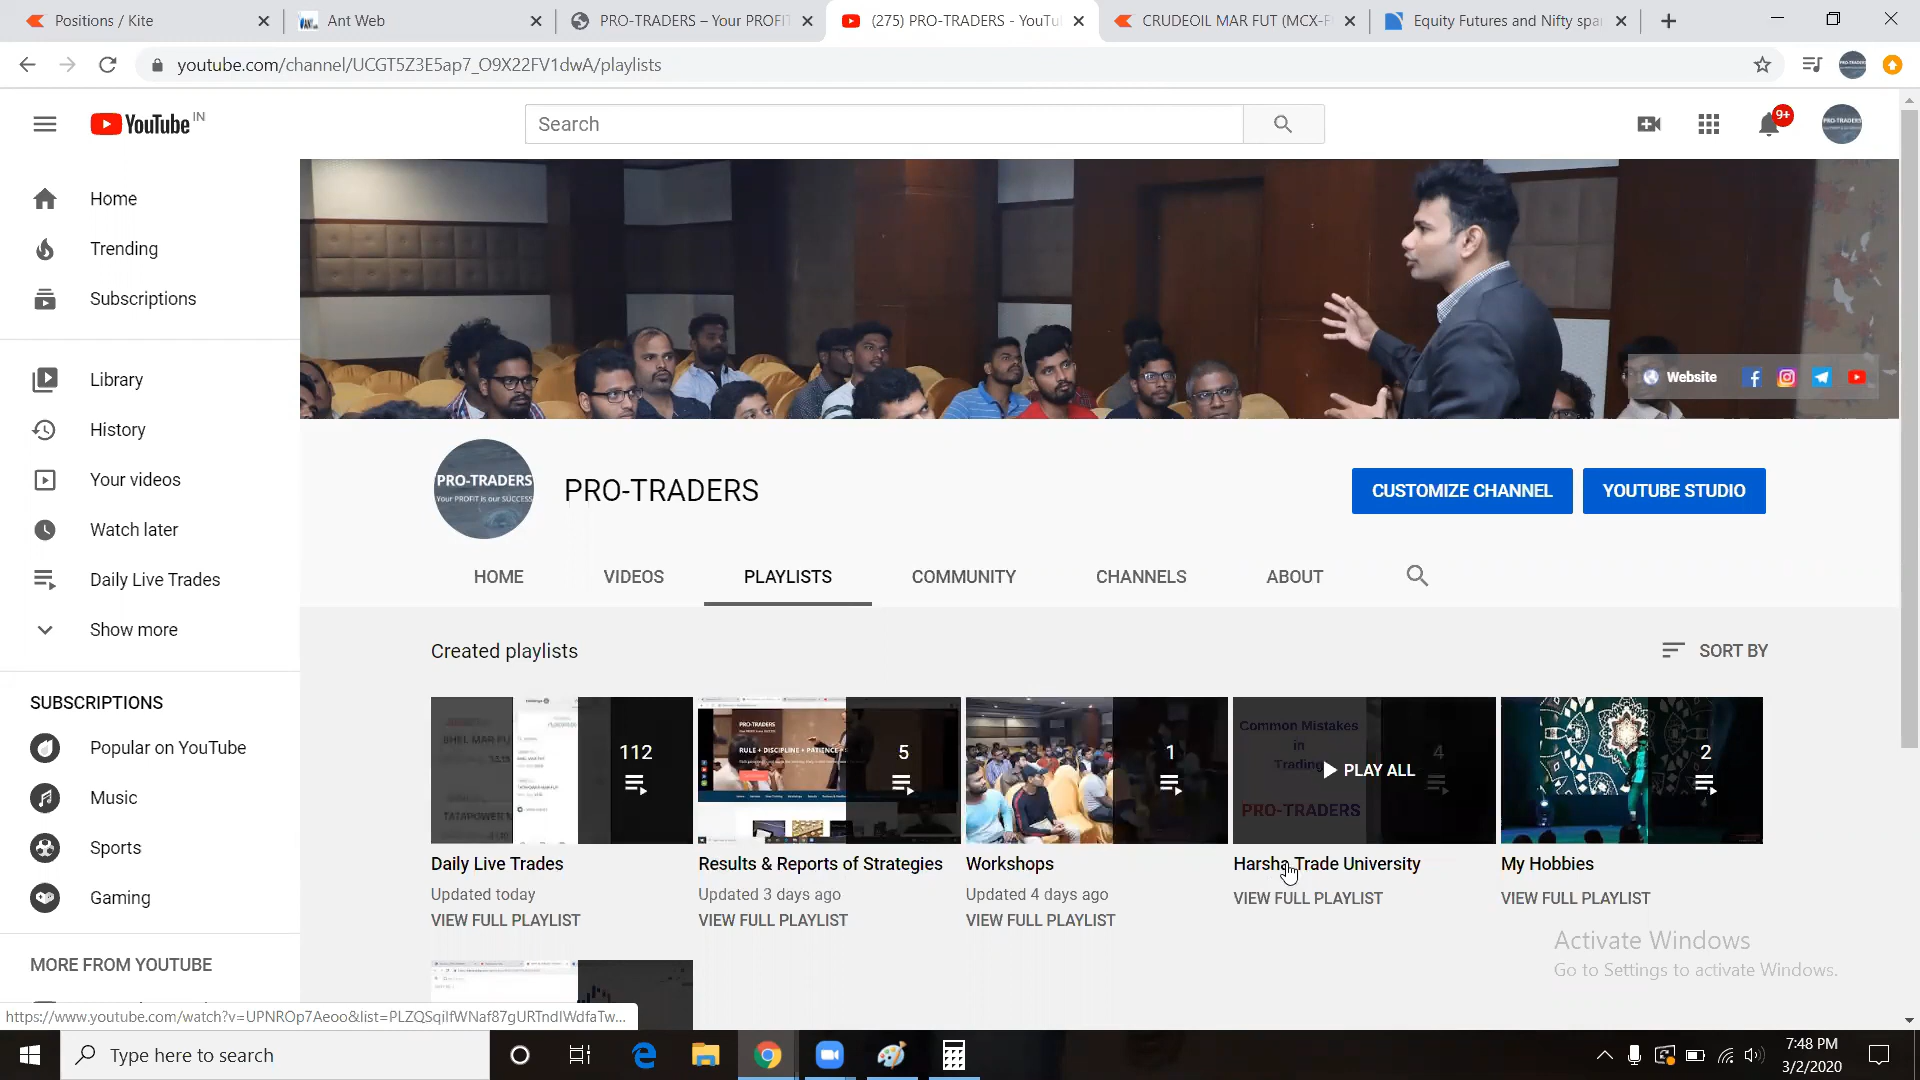 Positions / Kite
Ant Web
PRO-TRADERS – Your PROFIT
(275) PRO-TRADERS - YouTu
CRUDEOIL MAR FUT (MCX-F
Equity Futures and Nifty spa
youtube.com/channel/UCGT5Z3E5ap7_O9X22FV1dwA/playlists
YouTube IN
Search
9+
PRO-TRADERS
Home
Trending
Subscriptions
Library
History
Your videos
Watch later
Daily Live Trades
Show more
SUBSCRIPTIONS
Popular on YouTube
Music
Sports
Gaming
MORE FROM YOUTUBE
Website
PRO-TRADERS
Your PROFIT is our SUCCESS
PRO-TRADERS
CUSTOMIZE CHANNEL
YOUTUBE STUDIO
HOME VIDEOS PLAYLISTS COMMUNITY CHANNELS ABOUT
Created playlists
SORT BY
112
PRO-TRADERS
RULE + DISCIPLINE + PATIENCE
5
1
Common Mistakes
in
Trading
PRO-TRADERS
PLAY ALL
4
2
Daily Live Trades
Updated today
VIEW FULL PLAYLIST
Results & Reports of Strategies
Updated 3 days ago
VIEW FULL PLAYLIST
Workshops
Updated 4 days ago
VIEW FULL PLAYLIST
Harsha Trade University
VIEW FULL PLAYLIST
My Hobbies
VIEW FULL PLAYLIST
Activate Windows
Go to Settings to activate Windows.
https://www.youtube.com/watch?v=UPNROp7Aeoo&list=PLZQSqilfWNaf87gURTndlWdfaTw...
Type here to search
7:48 PM
3/2/2020